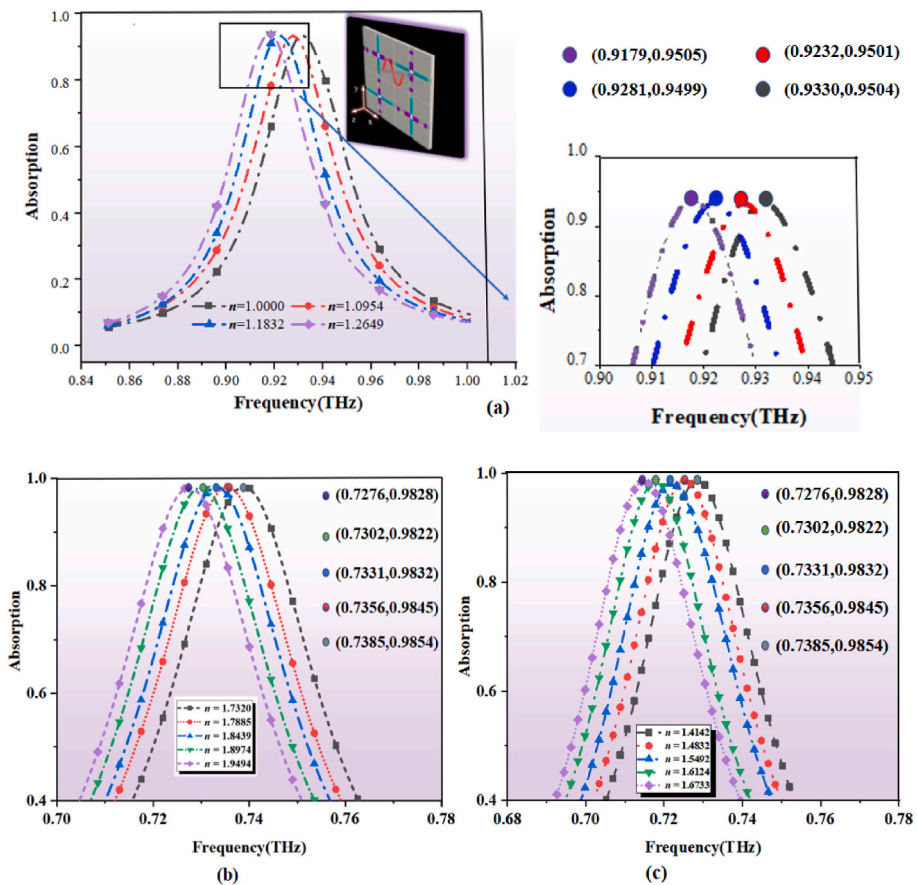 1.0
0.8
0.6
0.4
0.2
0.0
Absorption
y
z
x
n=1.0000 n=1.0954
n=1.1832 n=1.2649
0.84 0.86 0.88 0.90 0.92 0.94 0.96 0.98 1.00 1.02
Frequency(THz)
(a)
(0.9179,0.9505) (0.9232,0.9501)
(0.9281,0.9499) (0.9330,0.9504)
1.0
0.9
0.8
0.7
Absorption
0.90 0.91 0.92 0.93 0.94 0.95
Frequency(THz)
1.0
0.8
0.6
0.4
Absorption
(0.7276,0.9828)
(0.7302,0.9822)
(0.7331,0.9832)
(0.7356,0.9845)
(0.7385,0.9854)
n = 1.7320
n = 1.7885
n = 1.8439
n = 1.8974
n = 1.9494
0.70 0.72 0.74 0.76 0.78
Frequency(THz)
(b)
1.0
0.8
0.6
0.4
Absorption
(0.7276,0.9828)
(0.7302,0.9822)
(0.7331,0.9832)
(0.7356,0.9845)
(0.7385,0.9854)
n = 1.4142
n = 1.4832
n = 1.5492
n = 1.6124
n = 1.6733
0.68 0.70 0.72 0.74 0.76 0.78
Frequency(THz)
(c)